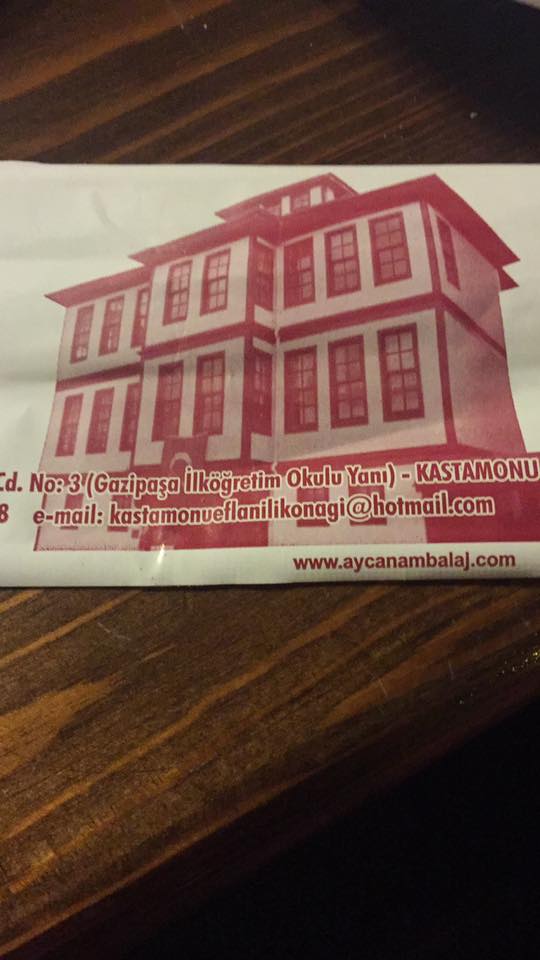 Cd. No: 3 (Gazipaşa İlköğretim Okulu Yanı) - KASTAMONU
8 e-mail: kastamonueflanilikonagi@hotmail.com
www.aycanambalaj.com